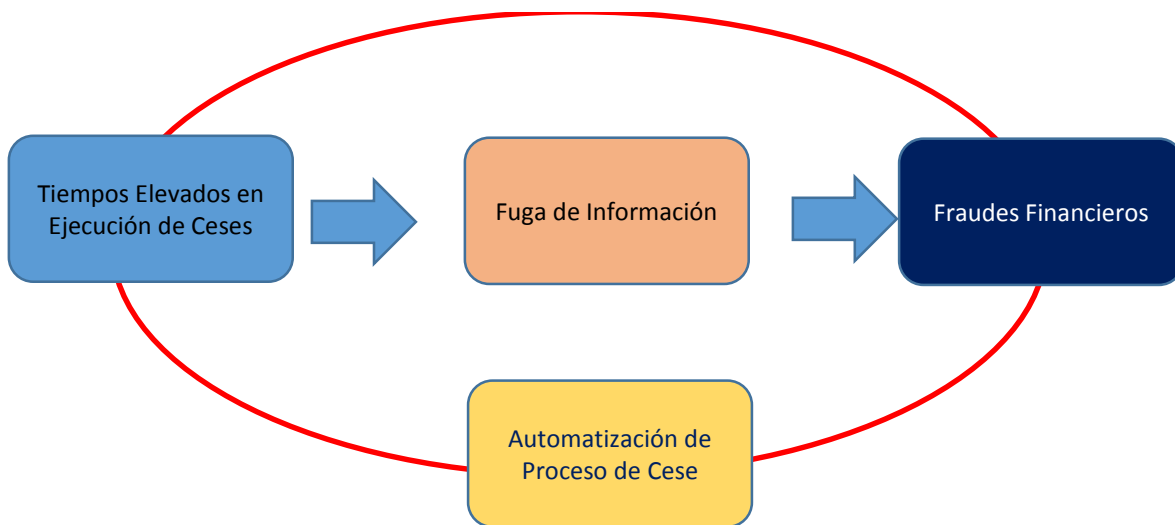 Tiempos Elevados en
Ejecución de Ceses
Fuga de Información
Fraudes Financieros
Automatización de
Proceso de Cese